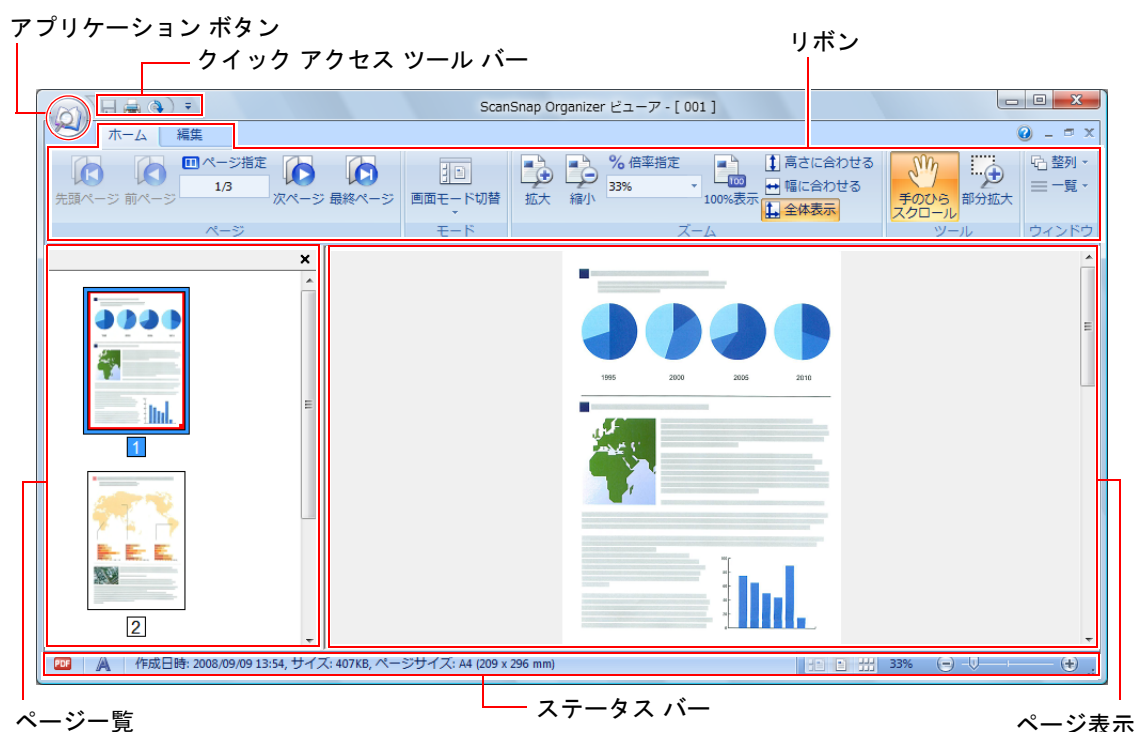 アプリケーション ボタン
クイック アクセス ツール バー
リボン
ScanSnap Organizer ビューア - [ 001 ]
ホーム 編集
ページ指定
1/3
先頭ページ 前ページ 次ページ 最終ページ
ページ
画面モード切替
モード
拡大 縮小
% 倍率指定
33%
100
100%表示
高さに合わせる
幅に合わせる
全体表示
ズーム
手のひら
スクロール
部分拡大
ツール
整列
一覧
ウィンドウ
1
2
1995 2000 2005 2010
PDF 作成日時: 2008/09/09 13:54, サイズ: 407KB, ページサイズ: A4 (209 x 296 mm) 33%
ページ一覧
ステータス バー
ページ表示